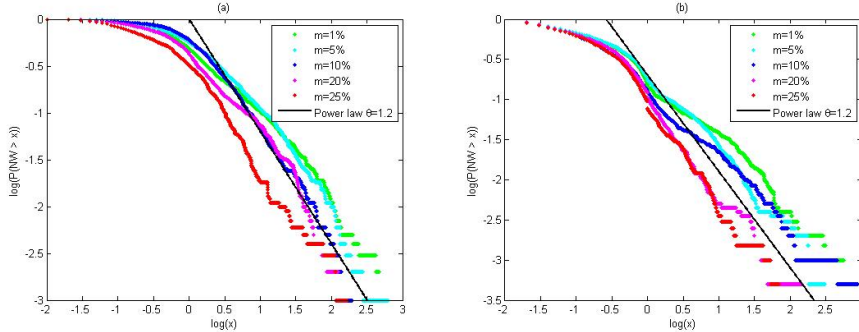 (a)
0
-0.5
-1
-1.5
-2
-2.5
-3
log(P(NW > x))
-2
-1.5
-1
-0.5
0
0.5
1
1.5
2
2.5
3
log(x)
m=1%
m=5%
m=10%
m=20%
m=25%
Power law θ=1.2
(b)
0
-0.5
-1
-1.5
-2
-2.5
-3
-3.5
log(P(NW > x))
-2
-1.5
-1
-0.5
0
0.5
1
1.5
2
2.5
log(x)
m=1%
m=5%
m=10%
m=20%
m=25%
Power law θ=1.2